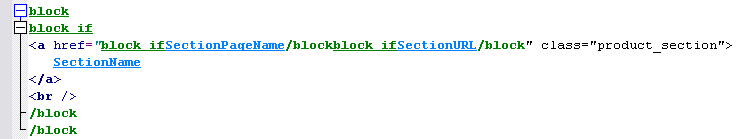 block
block if
<a href="block ifSectionPageName/blockblock ifSectionURL/block" class="product_section">
SectionName
</a>
<br />
/block
/block